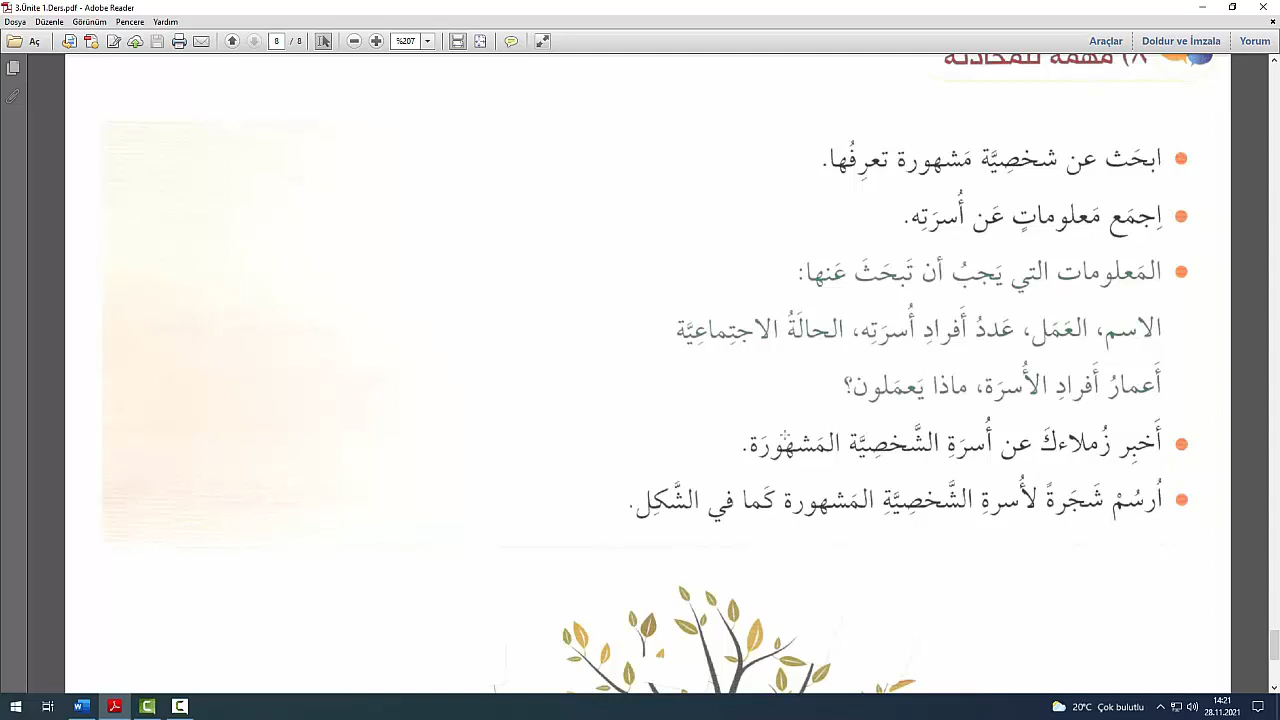 3.Ünite 1.Ders.pdf - Adobe Reader
Dosya Düzenle Görünüm Pencere Yardım
Aç 8 / 8 %207 Araçlar Doldur ve İmzala Yorum
٨) مهمة للمحادثة
ابحَث عن شخصِيَّة مَشهورة تعرِفُها.
اِجمَع مَعلوماتٍ عَن أُسرَتِه.
المَعلومات التي يَجبُ أن تَبحَثَ عَنها:
الاسم، العَمَل، عَددُ أَفرادِ أُسرَتِه، الحالَةُ الاجتِماعِيَّة
أَعمارُ أَفرادِ الأُسرَة، ماذا يَعمَلون؟
أَخبِر زُملاءكَ عن أُسرَةِ الشَّخصِيَّة المَشهُورَة.
اُرسُمْ شَجَرةً لأُسرةِ الشَّخصِيَّةِ المَشهورة كَما في الشَّكِل.
20°C Çok bulutlu 14:21
28.11.2021